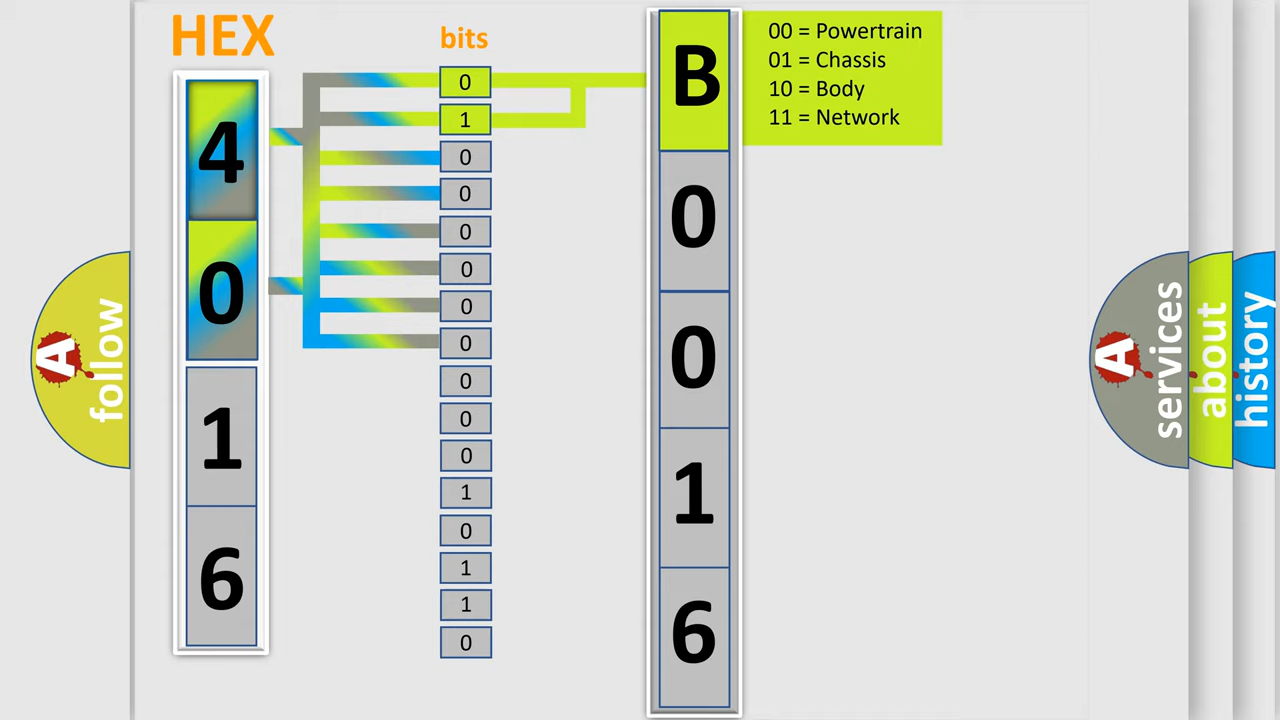 HEX
bits
4
0
1
6
0
1
0
0
0
0
0
0
0
0
0
1
0
1
1
0
B
0
0
1
6
00 = Powertrain
01 = Chassis
10 = Body
11 = Network
A
follow
A
services
about
history